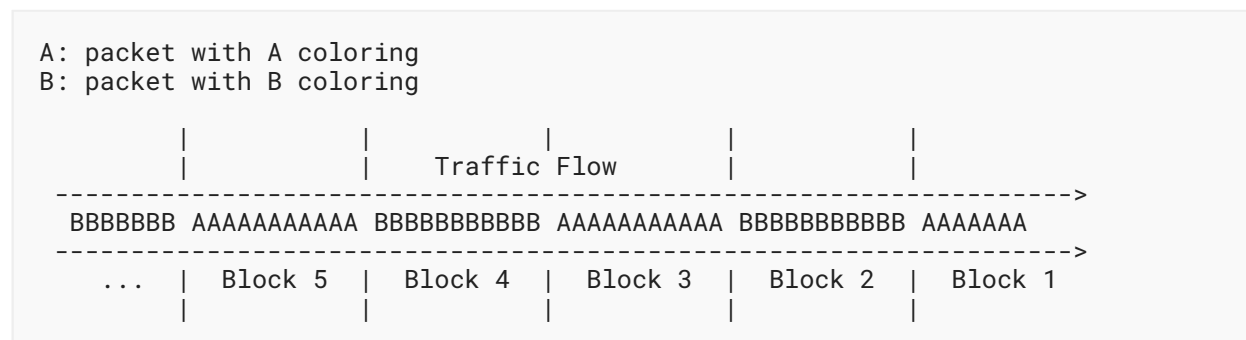 A: packet with A coloring
B: packet with B coloring
|           |           |           |           |
|           |    Traffic Flow       |           |
------------------------------------------------------------------->
BBBBBBB AAAAAAAAAAA BBBBBBBBBBB AAAAAAAAAAA BBBBBBBBBBB AAAAAAA
------------------------------------------------------------------->
...  |  Block 5  |  Block 4  |  Block 3  |  Block 2  |  Block 1
|           |           |           |           |